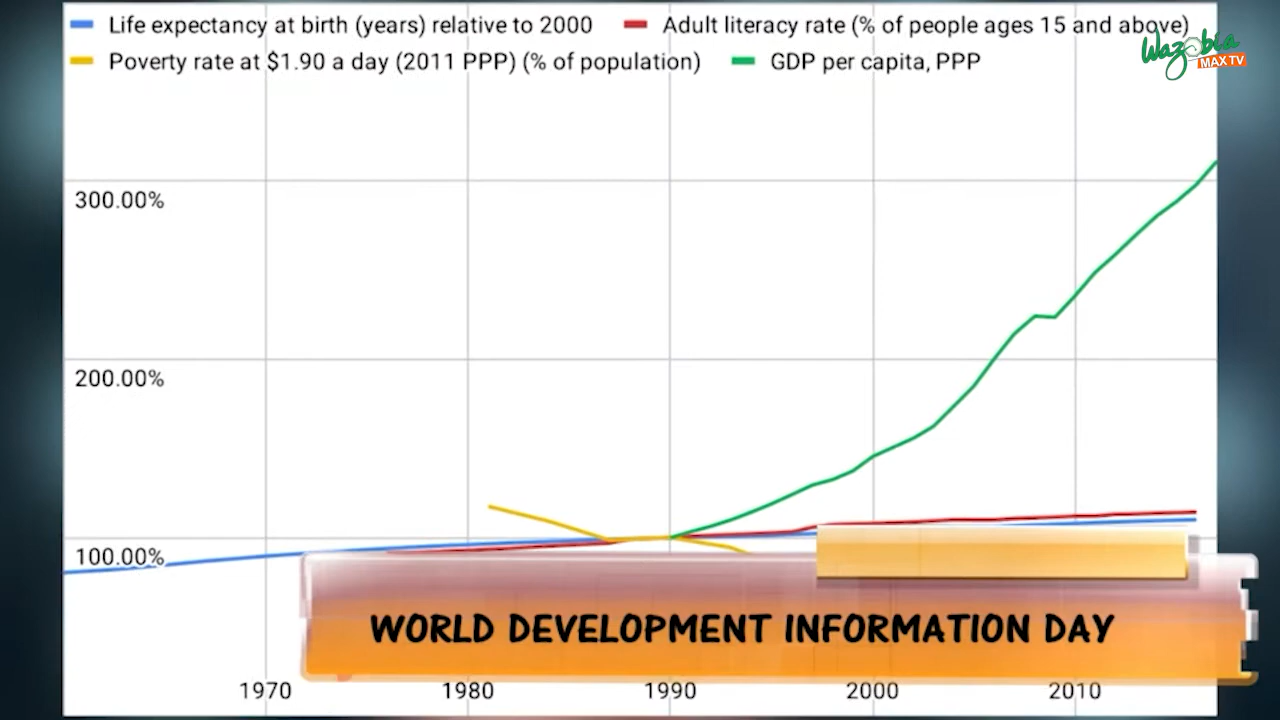 Life expectancy at birth (years) relative to 2000 Adult literacy rate (% of people ages 15 and above)
Poverty rate at $1.90 a day (2011 PPP) (% of population) GDP per capita, PPP
Wazobia
MAX TV
300.00%
200.00%
100.00%
WORLD DEVELOPMENT INFORMATION DAY
1970 1980 1990 2000 2010